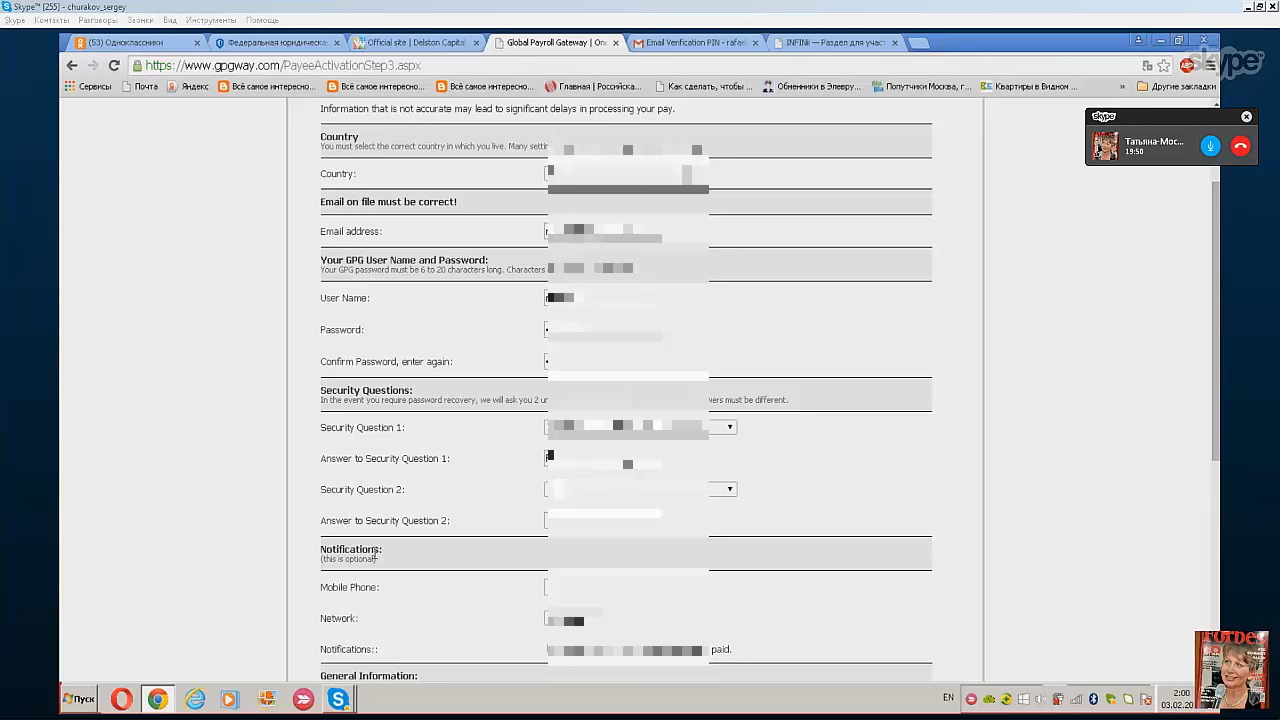 Skype™ [255] - churakov_sergey
Skype Контакты Разговоры Звонки Вид Инструменты Помощь
(53) Одноклассники
Федеральная юридическа
Official site | Delston Capital
Global Payroll Gateway | On
Email Verfication PIN - rafael
INFINii — Раздел для участ
https://www.gpgway.com/PayeeActivationStep3.aspx
skype
Сервисы Почта Яндекс Всё самое интересно... Всё самое интересно... Всё самое интересно... Главная | Российска... Как сделать, чтобы ... Обменники в Элевру... Попутчики Москва, г... Квартиры в Видном ... » Другие закладки
Information that is not accurate may lead to significant delays in processing your pay.
skype
Татьяна-Мос...
19:50
Country
You must select the correct country in which you live. Many
Country:
Email on file must be correct!
Email address:
Your GPG User Name and Password:
Your GPG password must be 6 to 20 characters long. Characters
User Name:
Password:
Confirm Password, enter again:
Security Questions:
In the event you require password recovery, we will ask you 2 must be different.
Security Question 1:
Answer to Security Question 1:
Security Question 2:
Answer to Security Question 2:
Notifications:
(this is optional)
Mobile Phone:
Network:
Notifications:: paid.
General Information:
Forbes
Пуск
EN
2:00
03.02.20